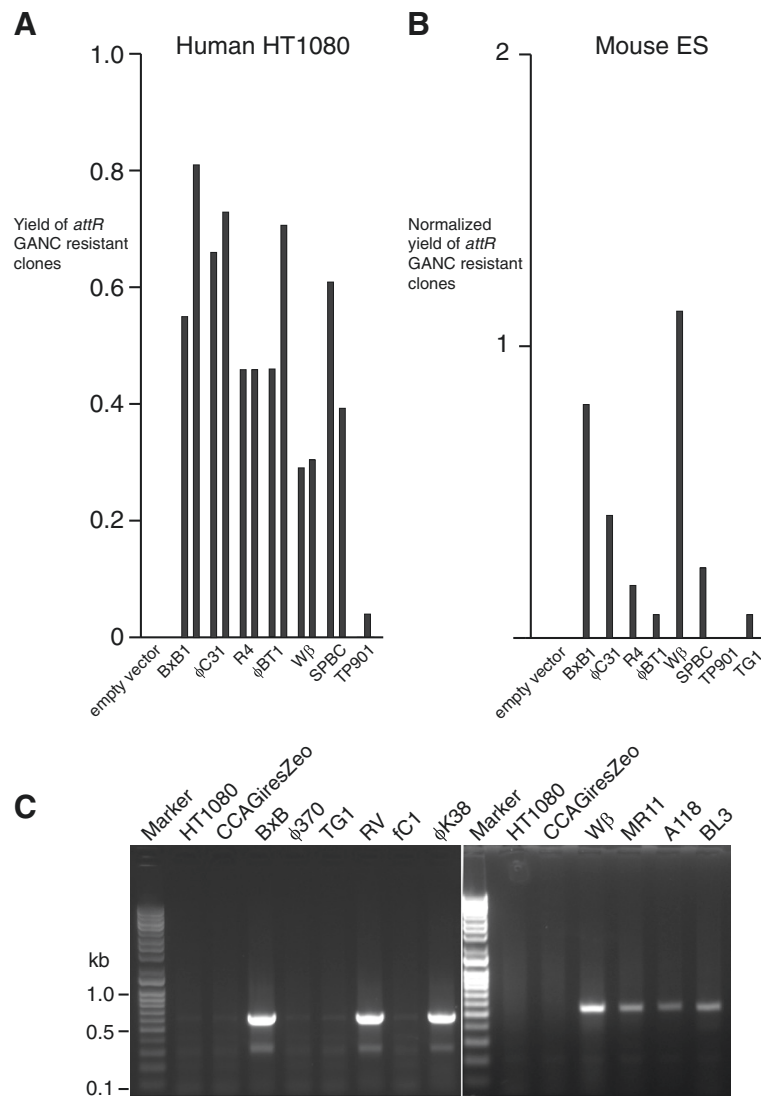 A
Human HT1080
1.0
0.8
0.6
0.4
0.2
0
Yield of attR
GANC resistant
clones
empty vector
BxB1
ϕC31
R4
ϕBT1
Wβ
SPBC
TP901
B
Mouse ES
2
1
Normalized
yield of attR
GANC resistant
clones
empty vector
BxB1
ϕC31
R4
ϕBT1
Wβ
SPBC
TP901
TG1
C
Marker
HT1080
CCAGiresZeo
BxB
ϕ370
TG1
RV
fC1
ϕK38
Marker
HT1080
CCAGiresZeo
Wβ
MR11
A118
BL3
kb
1.0
0.5
0.1